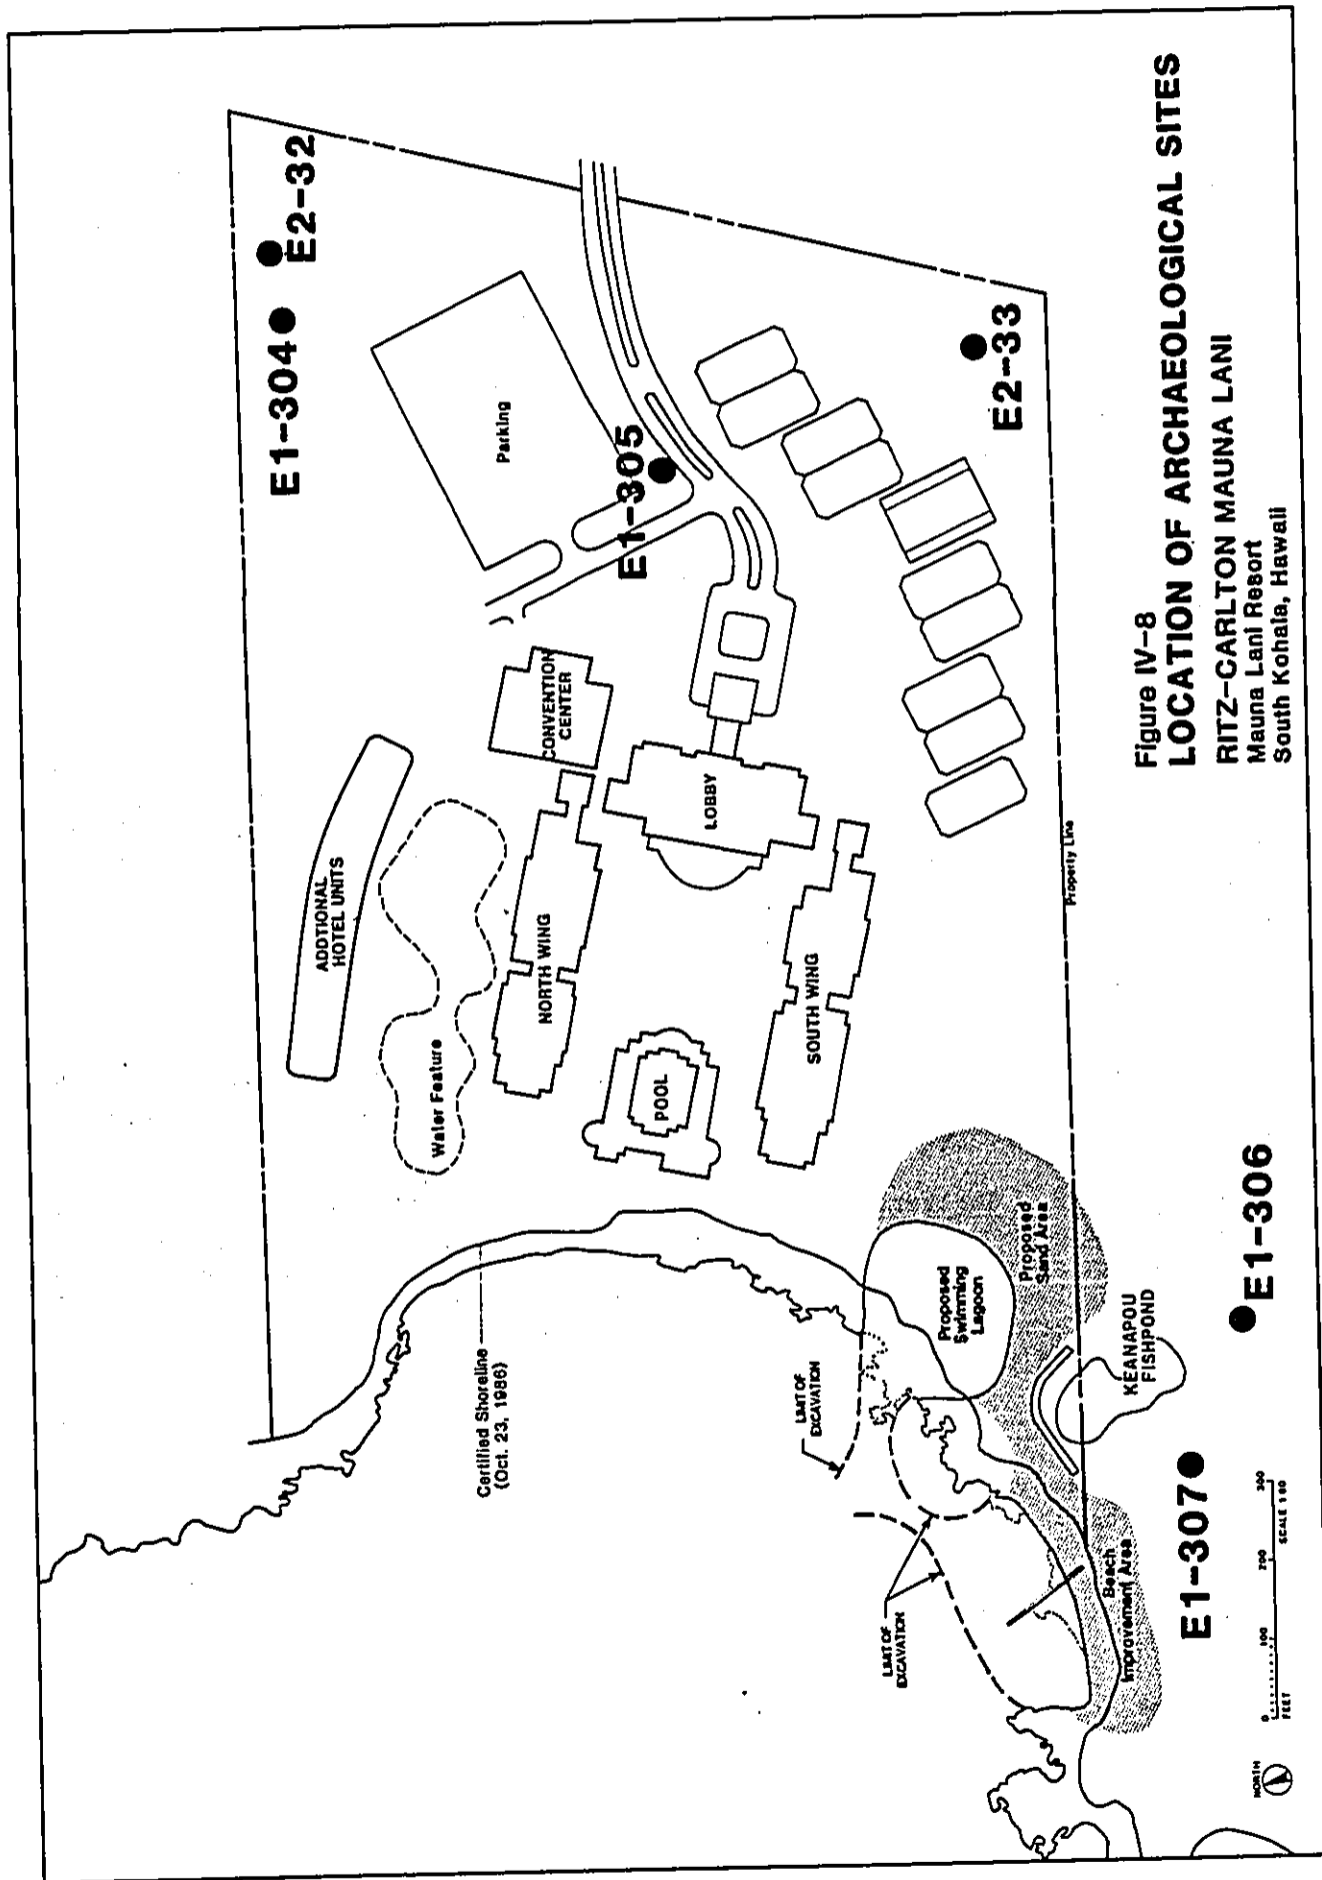 E1-304
E2-32
Parking
E1-305
E2-33
ADDTIONAL
HOTEL UNITS
Water Feature
CONVENTION
CENTER
NORTH WING
LOBBY
POOL
SOUTH WING
Certified Shoreline
(Oct. 23, 1986)
LIMIT OF
EXCAVATION
LIMIT OF
EXCAVATION
Proposed
Swimming
Lagoon
Proposed
Sand Area
Property Line
KEANAPOU
FISHPOND
Beach
Improvement Area
E1-306
E1-307
NORTH
0 100 200 300
FEET
SCALE
Figure IV-8
LOCATION OF ARCHAEOLOGICAL SITES
RITZ-CARLTON MAUNA LANI
Mauna Lani Resort
South Kohala, Hawaii